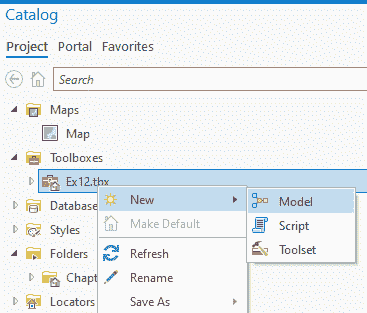 Catalog
Project Portal Favorites
Search
Maps
Map
Toolboxes
Ex12.tbx
New
Model
Make Default
Script
Toolset
Databas
Styles
Refresh
Folders
Rename
Chapt
Locators
Save As